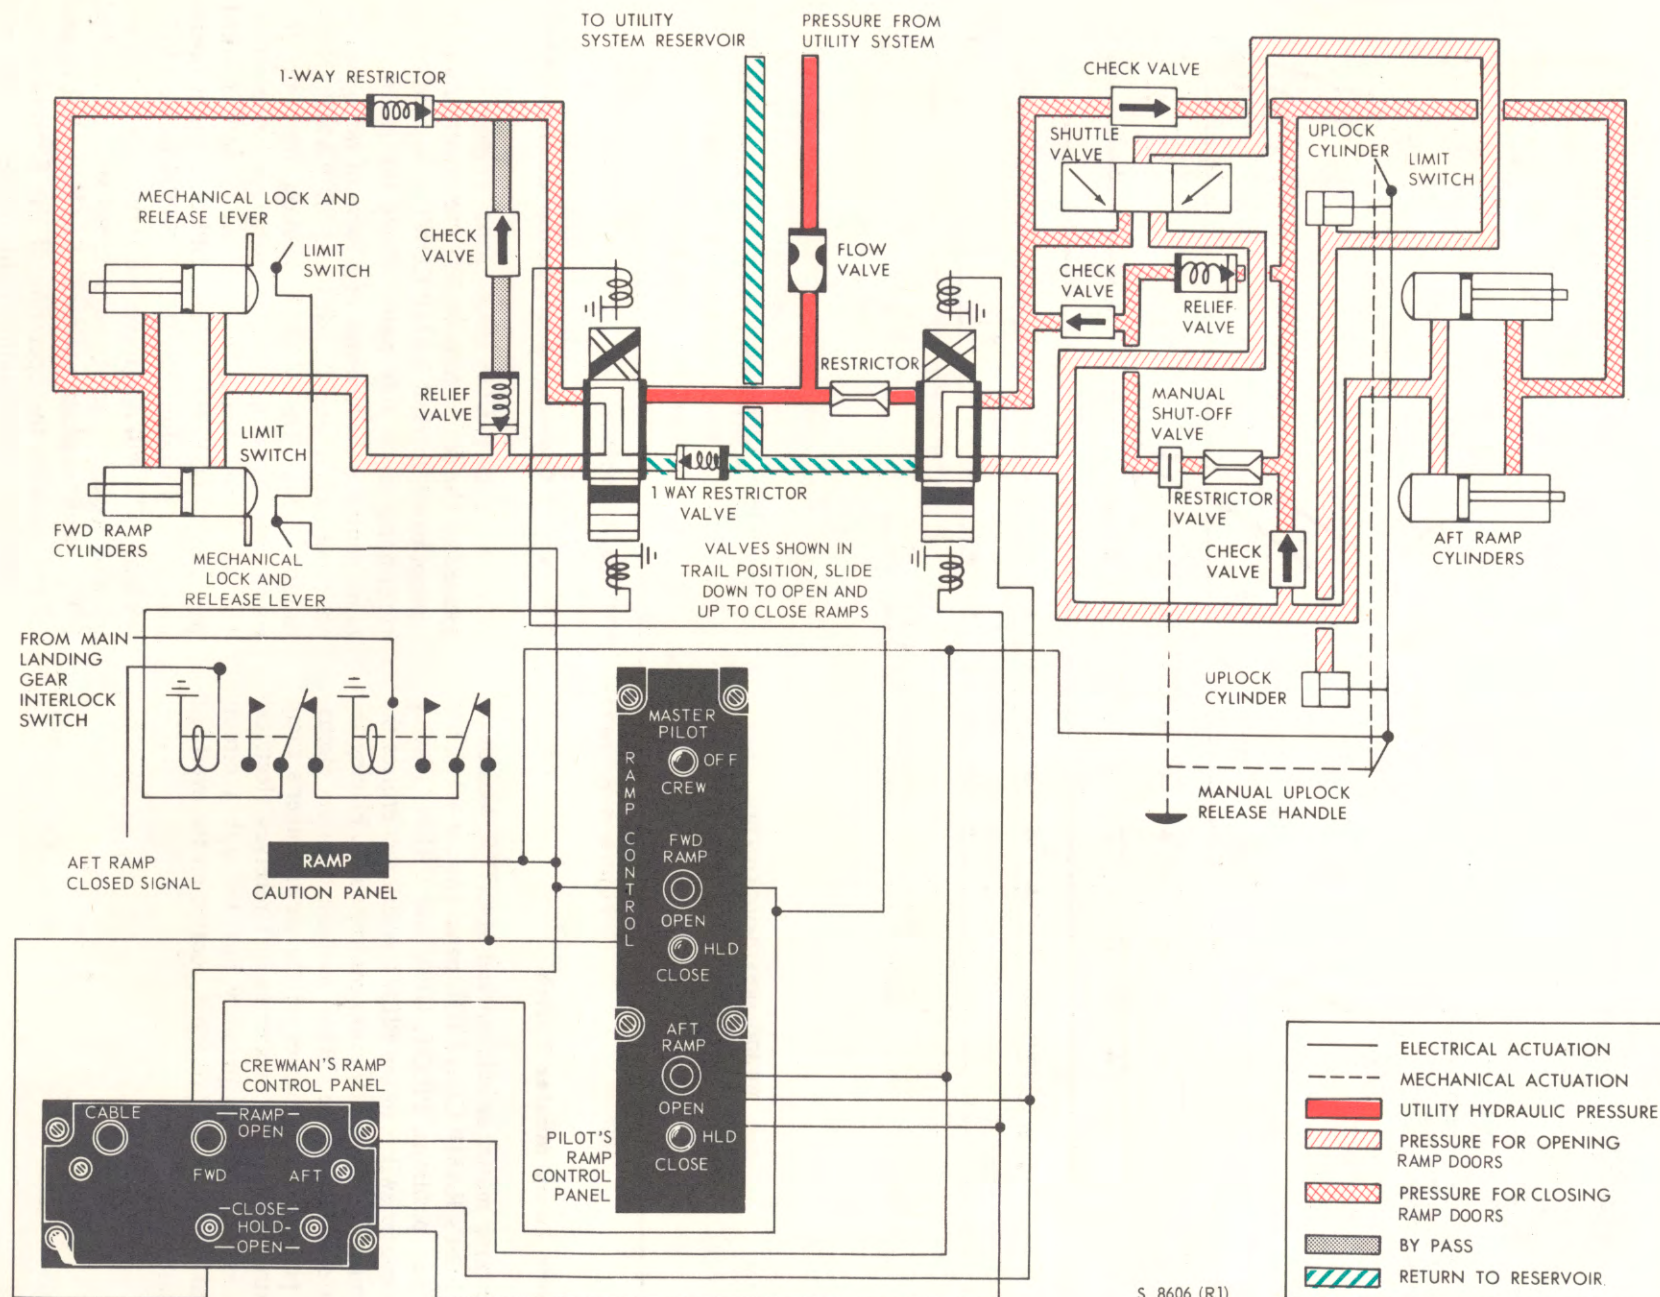 TO UTILITY
SYSTEM RESERVOIR
PRESSURE FROM
UTILITY SYSTEM
1-WAY RESTRICTOR
CHECK VALVE
SHUTTLE
VALVE
UPLOCK
CYLINDER
LIMIT
SWITCH
MECHANICAL LOCK AND
RELEASE LEVER
LIMIT
SWITCH
CHECK
VALVE
FLOW
VALVE
CHECK
VALVE
RELIEF
VALVE
RESTRICTOR
RELIEF
VALVE
MANUAL
SHUT-OFF
VALVE
LIMIT
SWITCH
1 WAY RESTRICTOR
VALVE
RESTRICTOR
VALVE
FWD RAMP
CYLINDERS
AFT RAMP
CYLINDERS
MECHANICAL
LOCK AND
RELEASE LEVER
VALVES SHOWN IN
TRAIL POSITION, SLIDE
DOWN TO OPEN AND
UP TO CLOSE RAMPS
CHECK
VALVE
FROM MAIN
LANDING
GEAR
INTERLOCK
SWITCH
UPLOCK
CYLINDER
MANUAL UPLOCK
RELEASE HANDLE
AFT RAMP
CLOSED SIGNAL
RAMP
CAUTION PANEL
MASTER
PILOT
OFF
CREW
RAMP CONTROL
FWD
RAMP
OPEN
HLD
CLOSE
AFT
RAMP
OPEN
HLD
CLOSE
PILOT'S
RAMP
CONTROL
PANEL
CREWMAN'S RAMP
CONTROL PANEL
CABLE
—RAMP—
OPEN
FWD
AFT
—CLOSE—
HOLD-
—OPEN—
ELECTRICAL ACTUATION
MECHANICAL ACTUATION
UTILITY HYDRAULIC PRESSURE
PRESSURE FOR OPENING
RAMP DOORS
PRESSURE FOR CLOSING
RAMP DOORS
BY PASS
RETURN TO RESERVOIR
S 8606 (R1)